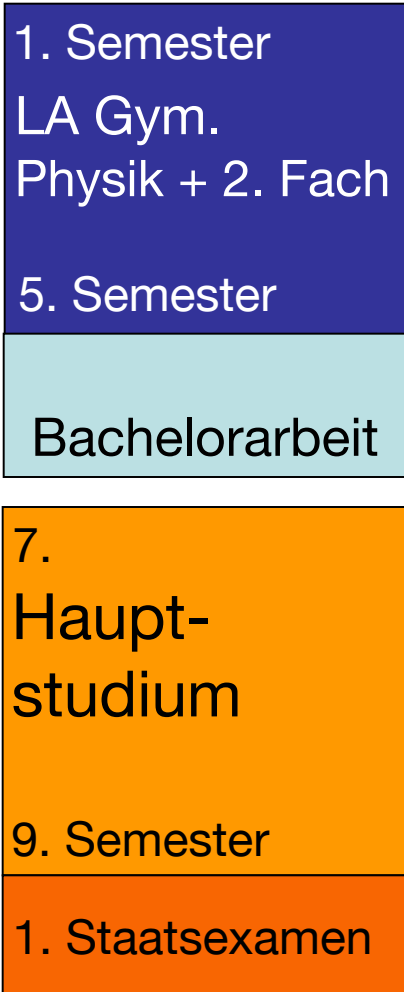 1. Semester
LA Gym.
Physik + 2. Fach
5. Semester
Bachelorarbeit
7.
Haupt-
studium
9. Semester
1. Staatsexamen